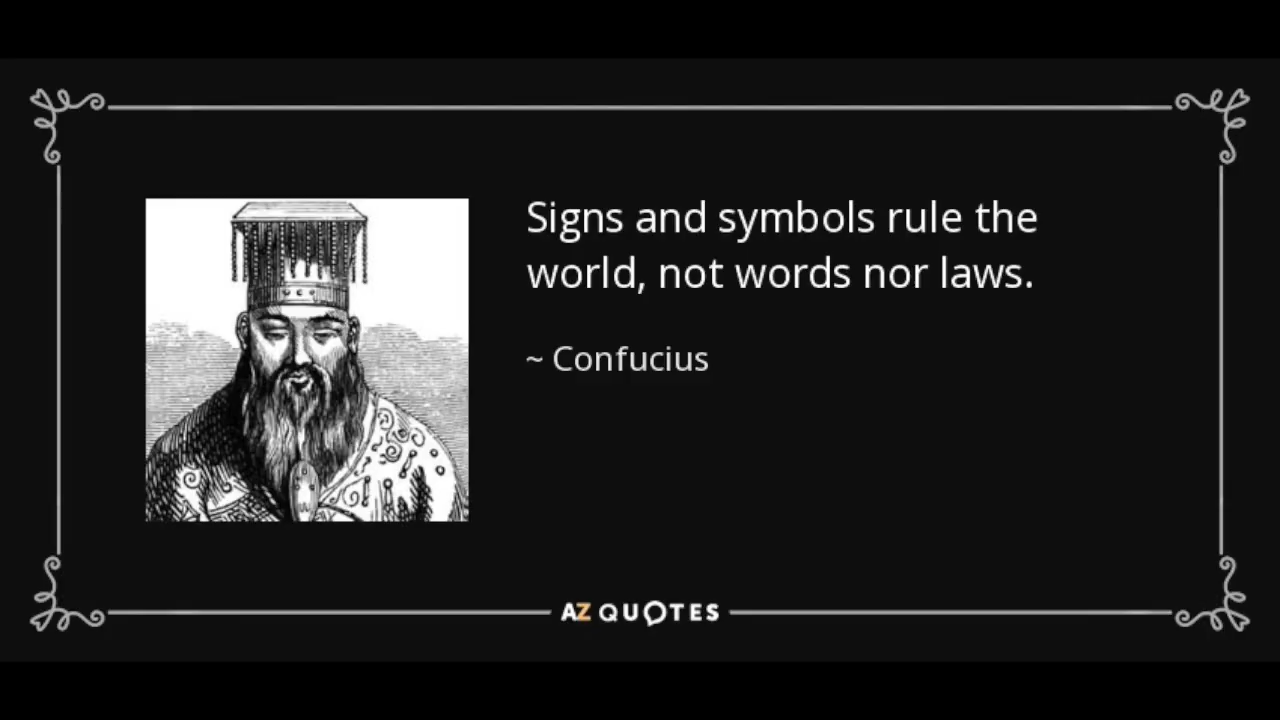 Signs and symbols rule the
world, not words nor laws.
~ Confucius
AZ QUOTES